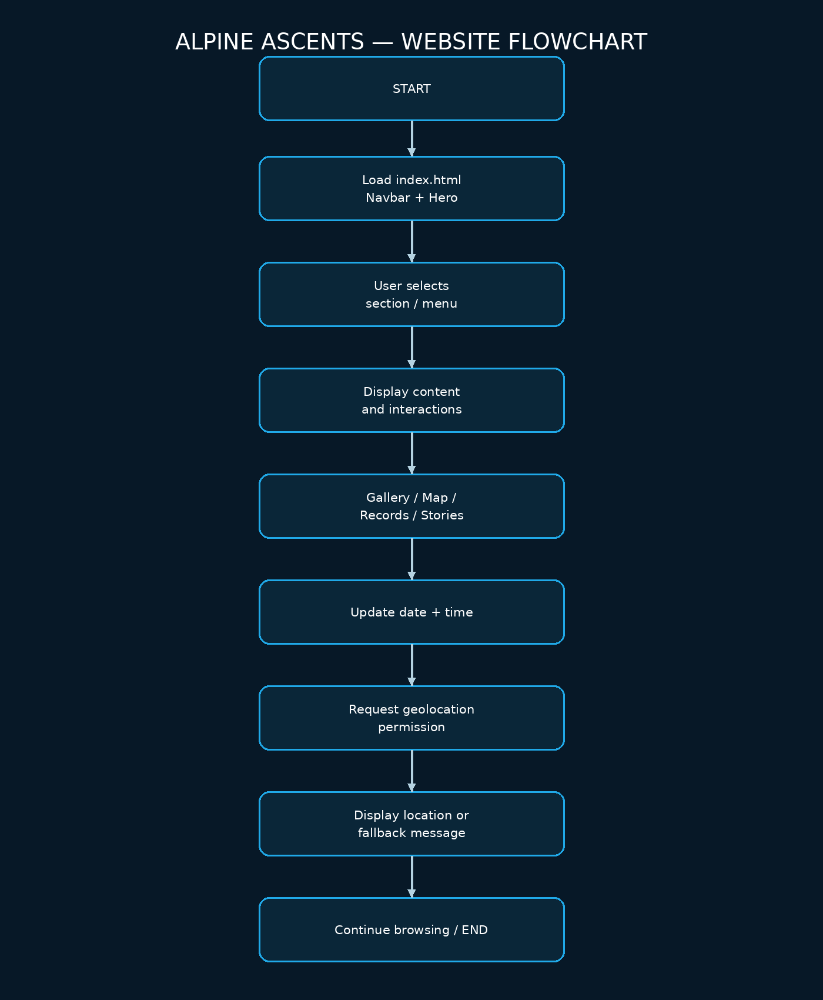 ALPINE ASCENTS — WEBSITE FLOWCHART
START
Load index.html
Navbar + Hero
User selects
section / menu
Display content
and interactions
Gallery / Map /
Records / Stories
Update date + time
Request geolocation
permission
Display location or
fallback message
Continue browsing / END